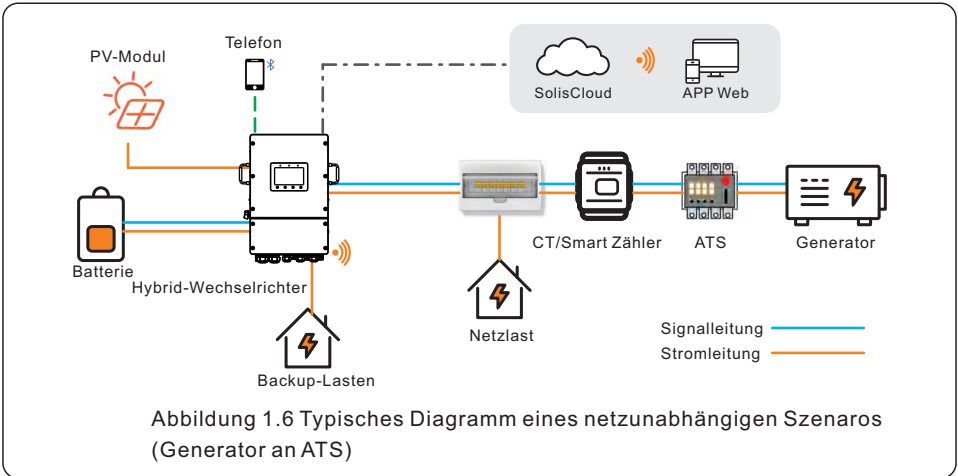 Telefon
PV-Modul
SolisCloud
APP Web
CT/Smart Zähler
ATS
Generator
Batterie
Hybrid-Wechselrichter
Netzlast
Signalleitung
Stromleitung
Backup-Lasten
Abbildung 1.6 Typisches Diagramm eines netzunabhängigen Szenaros
(Generator an ATS)